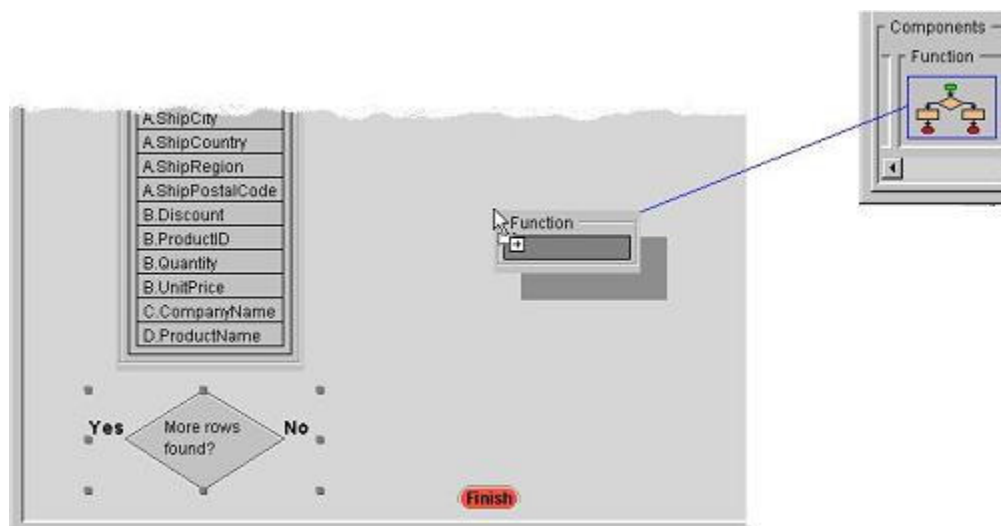 Components
Function
A.ShipCity
A.ShipCountry
A.ShipRegion
A.ShipPostalCode
B.Discount
B.ProductID
B.Quantity
B.UnitPrice
C.CompanyName
D.ProductName
Function
Yes
More rows
found?
No
Finish